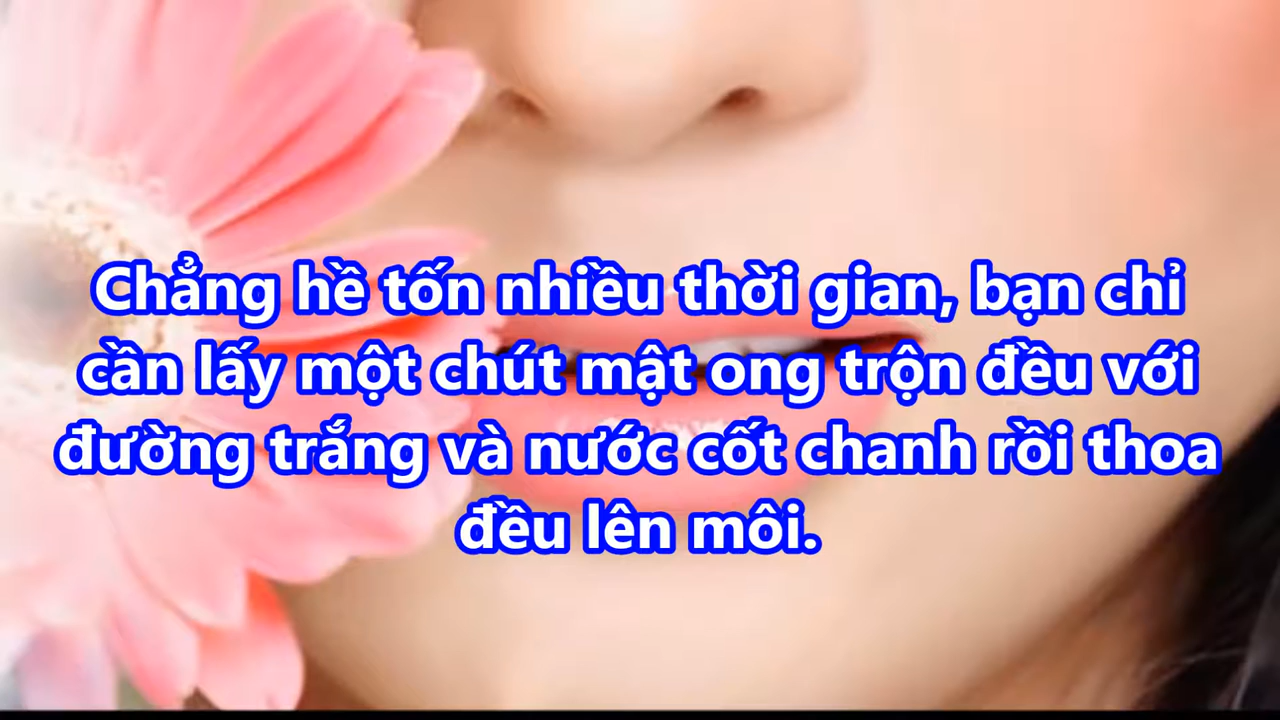 Chẳng hề tốn nhiều thời gian, bạn chỉ
cần lấy một chút mật ong trộn đều với
đường trắng và nước cốt chanh rồi thoa
đều lên môi.